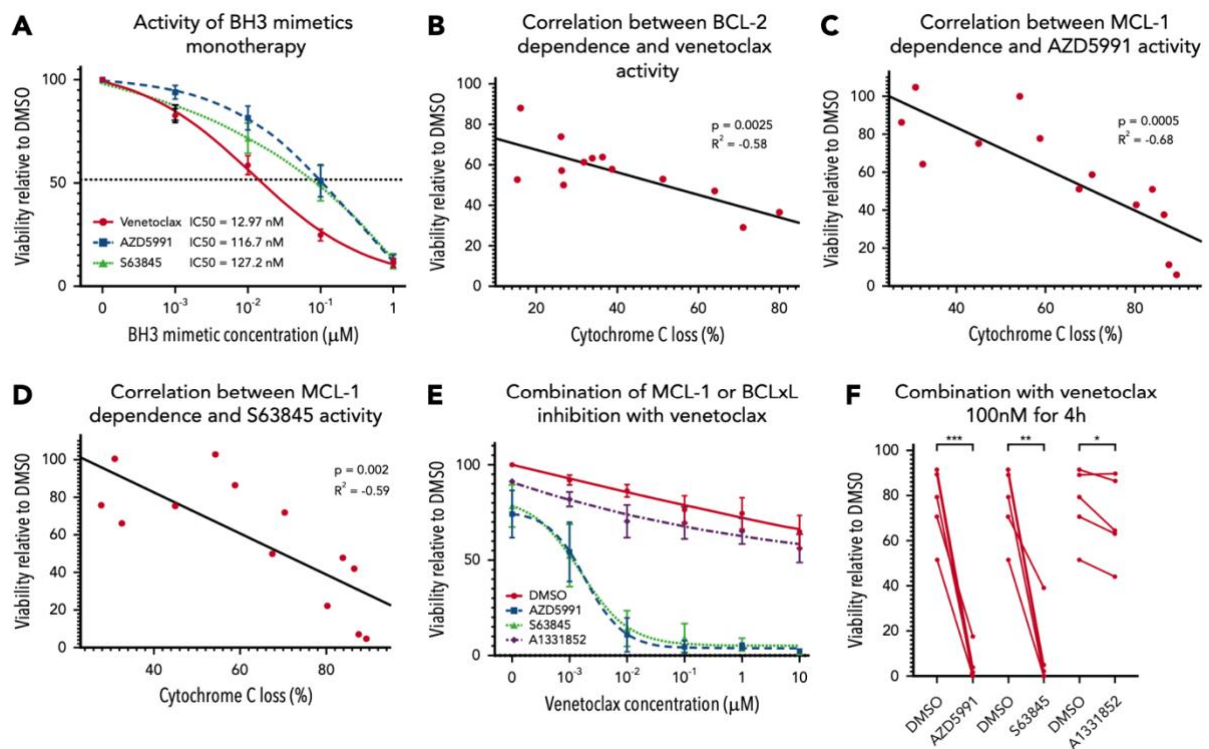 A
Activity of BH3 mimetics
monotherapy
Viability relative to DMSO
100
50
0
Venetoclax IC50 = 12.97 nM
AZD5991 IC50 = 116.7 nM
S63845 IC50 = 127.2 nM
0 10-3 10-2 10-1 1
BH3 mimetic concentration (µM)
B
Correlation between BCL-2
dependence and venetoclax
activity
Viability relative to DMSO
100
80
60
40
20
0
p = 0.0025
R2 = -0.58
20 40 60 80
Cytochrome C loss (%)
C
Correlation between MCL-1
dependence and AZD5991 activity
Viability relative to DMSO
100
80
60
40
20
0
p = 0.0005
R2 = -0.68
40 60 80
Cytochrome C loss (%)
D
Correlation between MCL-1
dependence and S63845 activity
Viability relative to DMSO
100
80
60
40
20
0
p = 0.002
R2 = -0.59
40 60 80
Cytochrome C loss (%)
E
Combination of MCL-1 or BCLxL
inhibition with venetoclax
Viability relative to DMSO
100
50
0
DMSO
AZD5991
S63845
A1331852
0 10-3 10-2 10-1 1 10
Venetoclax concentration (µM)
F
Combination with venetoclax
100nM for 4h
Viability relative to DMSO
100
80
60
40
20
0
*** ** *
DMSO
AZD5991
DMSO
S63845
DMSO
A1331852